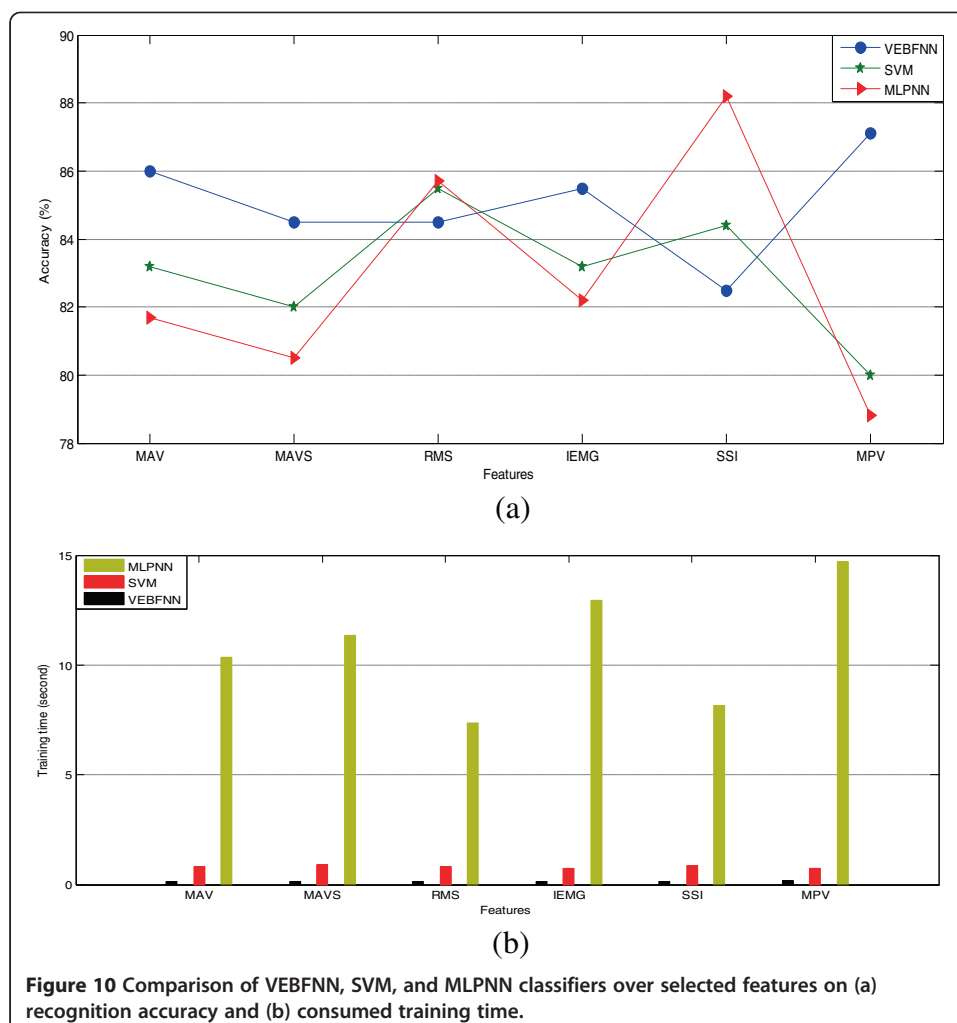 90
88
86
84
82
80
78
Accuracy (%)
VEBFNN
SVM
MLPNN
MAV MAVS RMS IEMG SSI MPV
Features
(a)
15
10
5
0
Training time (second)
MLPNN
SVM
VEBFNN
MAV MAVS RMS IEMG SSI MPV
Features
(b)
Figure 10 Comparison of VEBFNN, SVM, and MLPNN classifiers over selected features on (a)
recognition accuracy and (b) consumed training time.